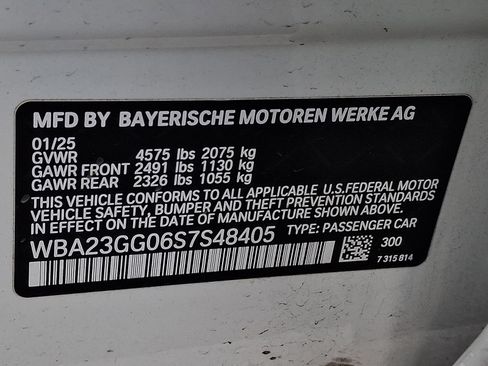 MFD BY BAYERISCHE MOTOREN WERKE AG
01/25
GVWR 4575 lbs 2075 kg
GAWR FRONT 2491 lbs 1130 kg
GAWR REAR 2326 lbs 1055 kg
THIS VEHICLE CONFORMS TO ALL APPLICABLE U.S.FEDERAL MOTOR
VEHICLE SAFETY, BUMPER AND THEFT PREVENTION STANDARDS
IN EFFECT ON THE DATE OF MANUFACTURE SHOWN ABOVE.
WBA23GG06S7S48405 TYPE: PASSENGER CAR
300
7 315 814